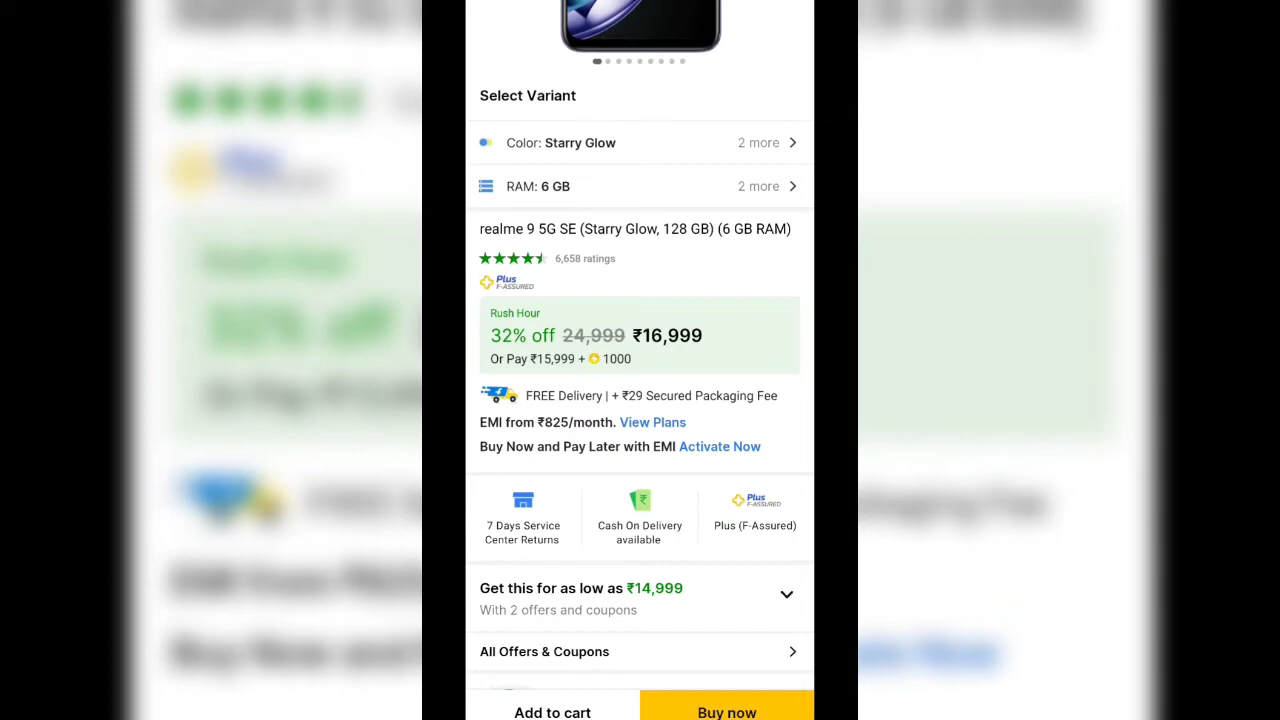 Select Variant
Color: Starry Glow 2 more
RAM: 6 GB 2 more
realme 9 5G SE (Starry Glow, 128 GB) (6 GB RAM)
6,658 ratings
Plus
F-ASSURED
Rush Hour
32% off 24,999 ₹16,999
Or Pay ₹15,999 + 1000
FREE Delivery | + ₹29 Secured Packaging Fee
EMI from ₹825/month. View Plans
Buy Now and Pay Later with EMI Activate Now
7 Days Service
Center Returns
₹
Cash On Delivery
available
Plus
F-ASSURED
Plus (F-Assured)
Get this for as low as ₹14,999
With 2 offers and coupons
All Offers & Coupons
Add to cart
Buy now